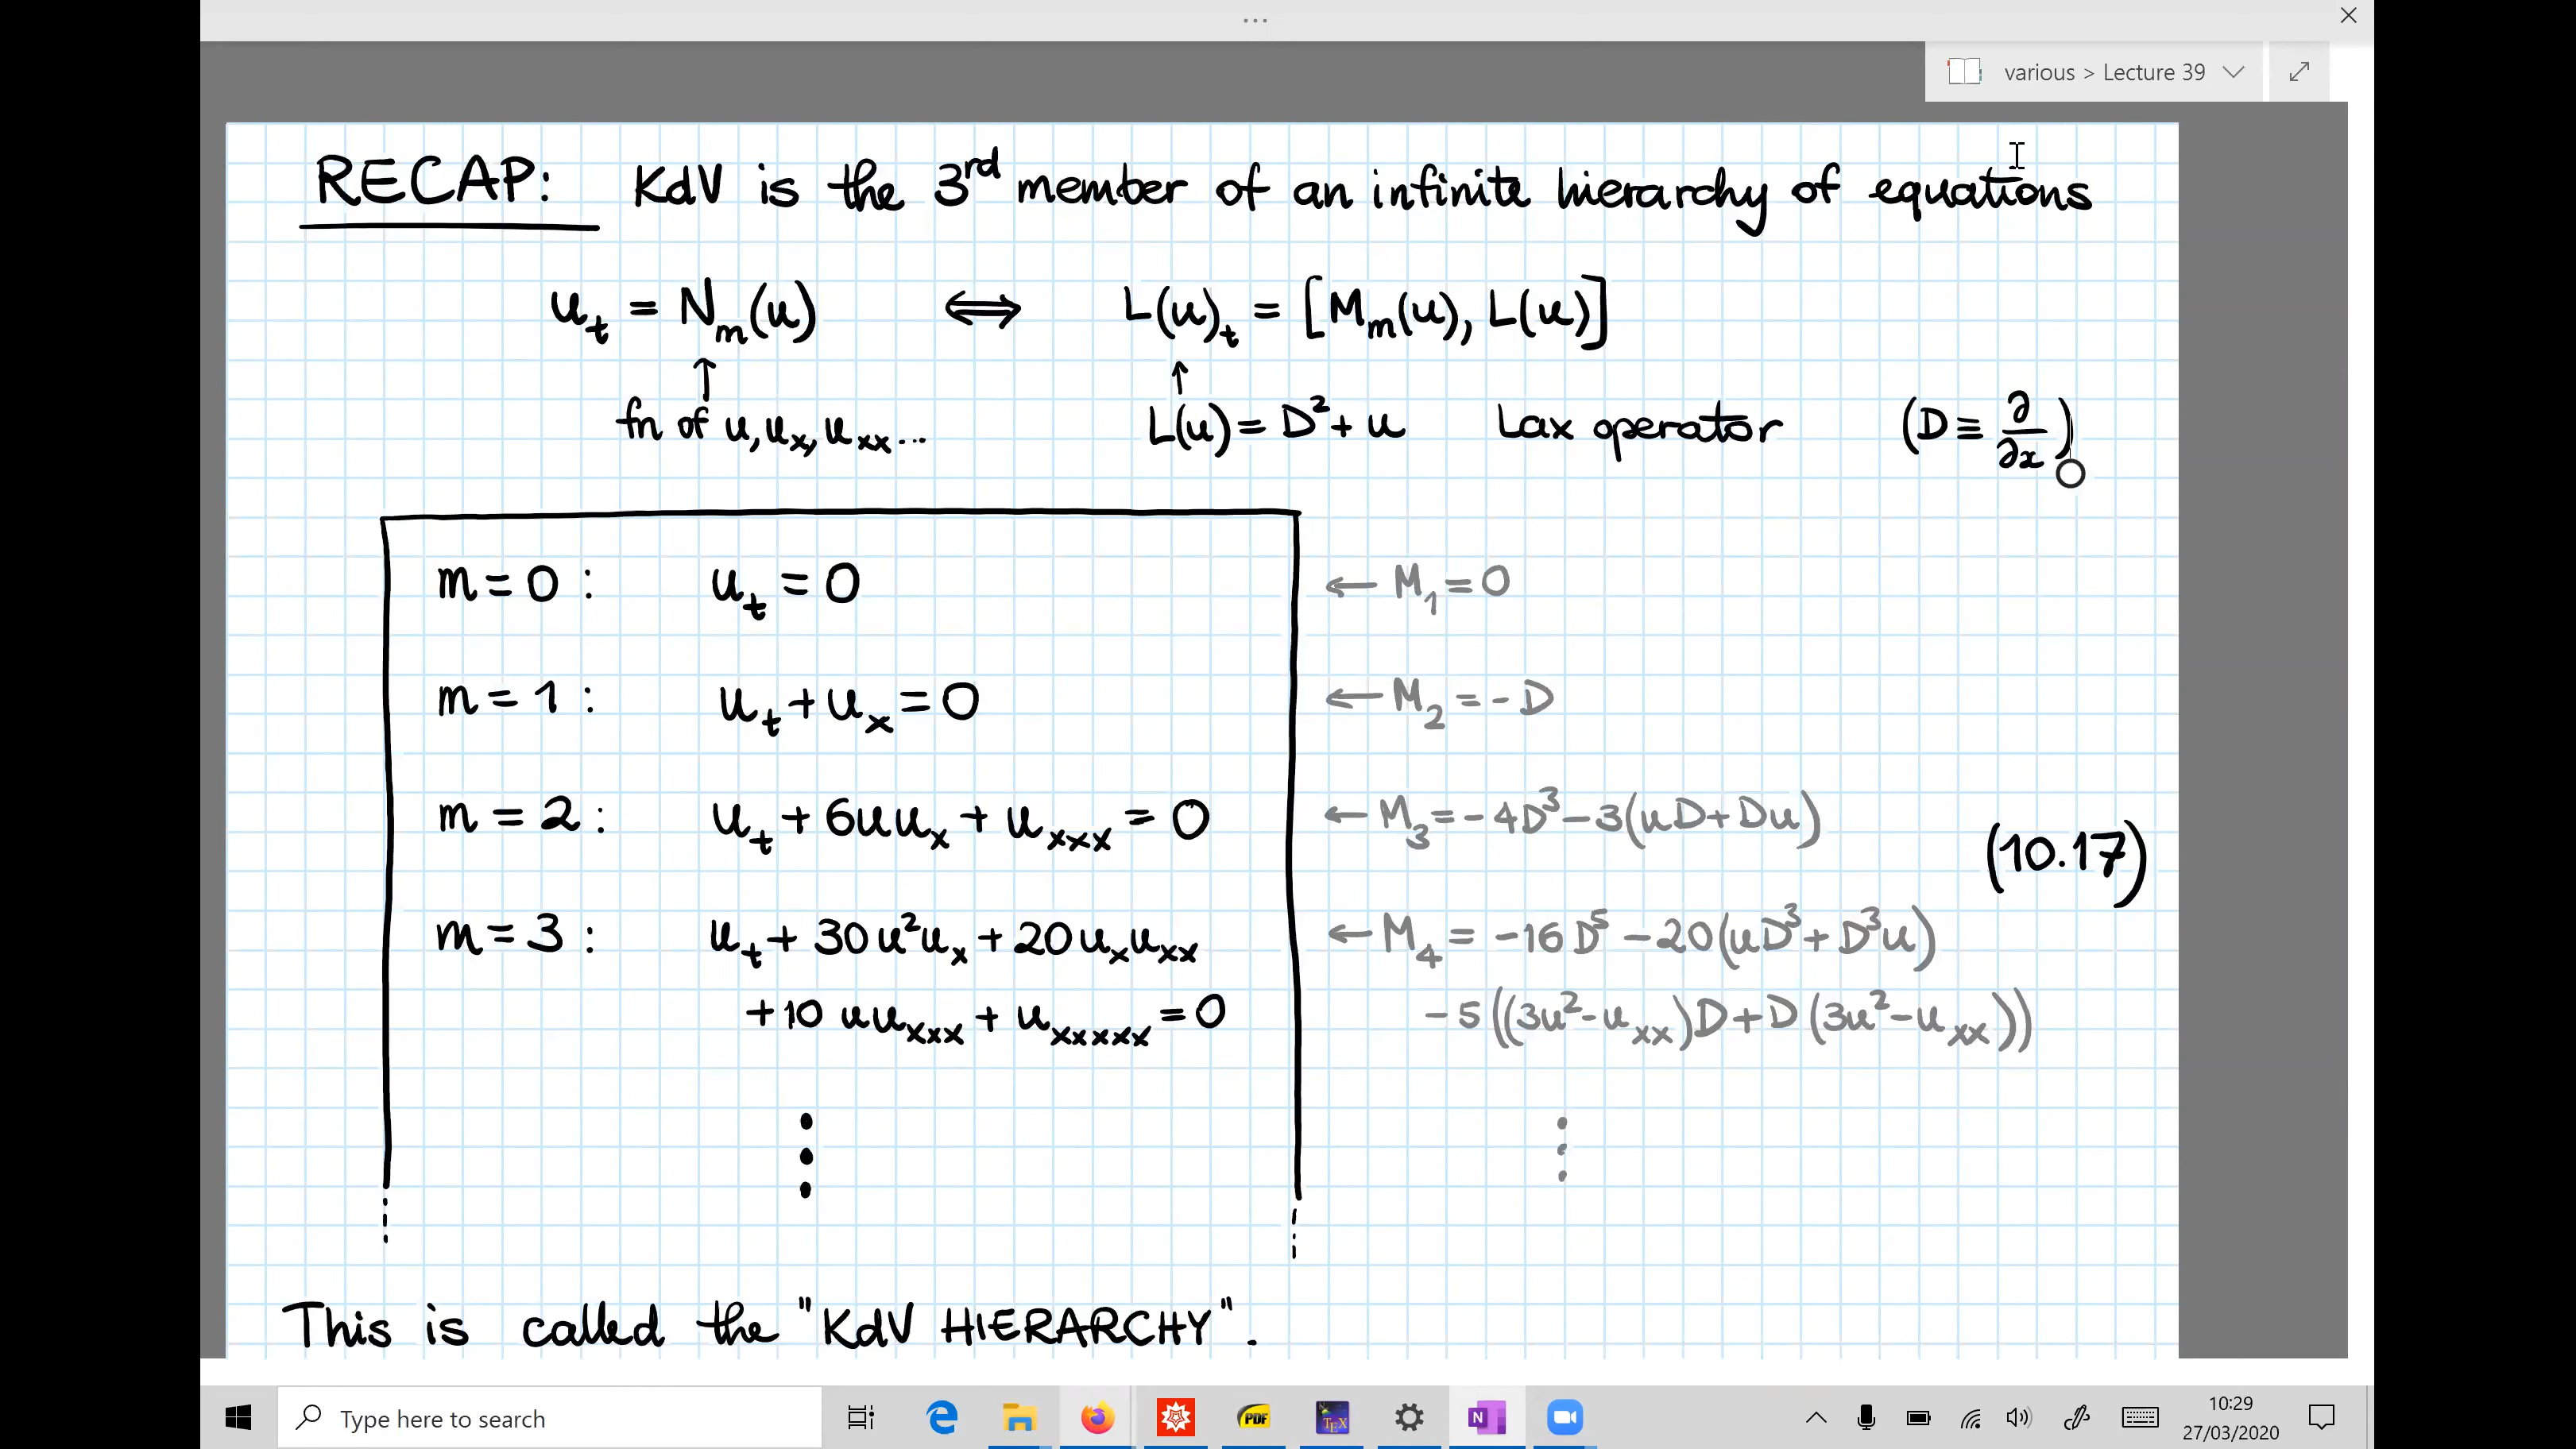 various > Lecture 39
RECAP: KdV is the 3rd member of an infinite hierarchy of equations
u_t = N_m(u) ⟺ L(u)_t = [M_m(u), L(u)]
↑ ↑
fn of u, u_x, u_xx ... L(u) = D² + u Lax operator (D ≡ ∂/∂x)
m = 0 : u_t = 0 ← M_1 = 0
m = 1 : u_t + u_x = 0 ← M_2 = - D
m = 2 : u_t + 6uu_x + u_xxx = 0 ← M_3 = - 4D³ - 3(uD + Du)
(10.17)
m = 3 : u_t + 30u²u_x + 20u_xu_xx ← M_4 = -16D⁵ - 20(uD³ + D³u)
+10 uu_xxx + u_xxxxx = 0 - 5((3u² - u_xx)D + D(3u² - u_xx))
This is called the "KdV HIERARCHY".
Type here to search
PDF
TEX
N
10:29
27/03/2020